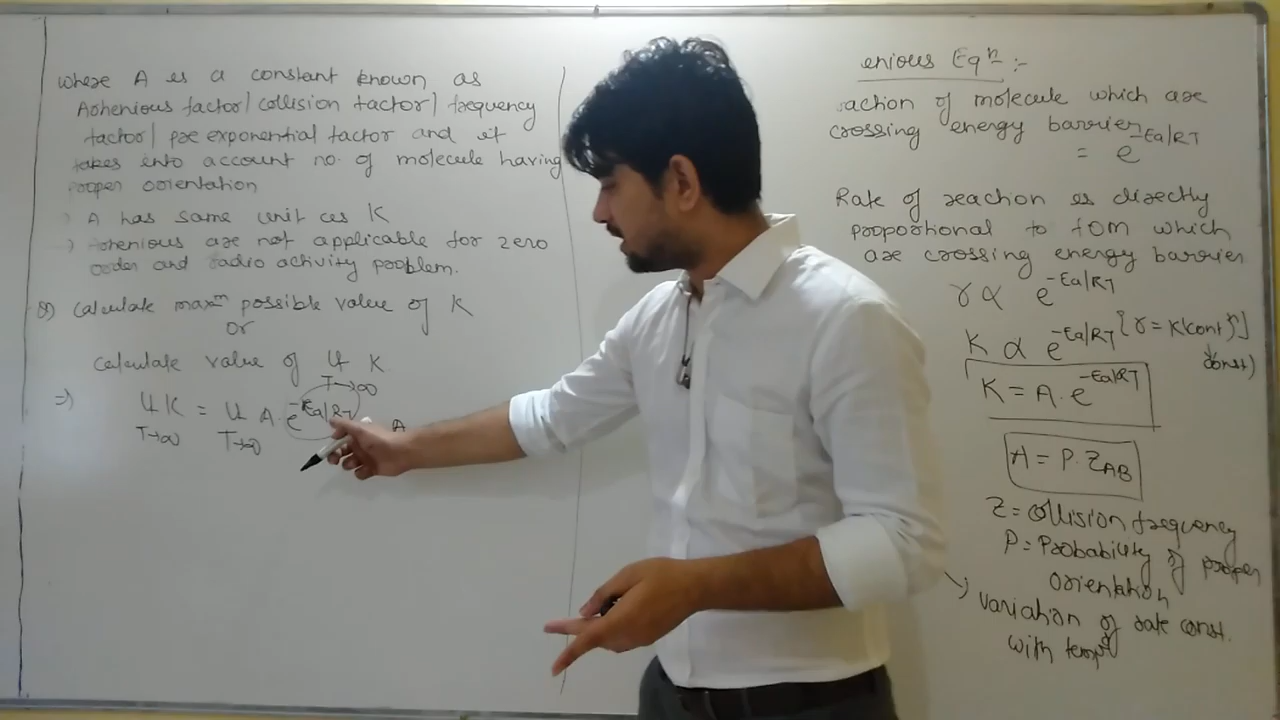 where A is a constant known as
Arhenious factor/collision factor/frequency
factor/pre exponential factor and it
takes into account no. of molecule having
proper orientation
) A has same unit as K
) Arhenious are not applicable for zero
order and radio activity problem.
Q) Calculate maxm possible value of K
Or
Calculate value of Lt K
T→∞
=) Lt K = Lt A. e-Ea/RT A
T→∞ T→∞
enious Eqn :-
raction of molecule which are
crossing energy barrier
= e-Ea/RT
Rate of reaction is directly
proportional to fOM which
are crossing energy barrier
r ∝ e-Ea/RT
K ∝ e-Ea/RT [r = K(conc)n]
const)
K = A. e-Ea/RT
A = P. ZAB
Z = collision frequency
P = Probability of proper
orientation
) Variation of rate const.
with tempr